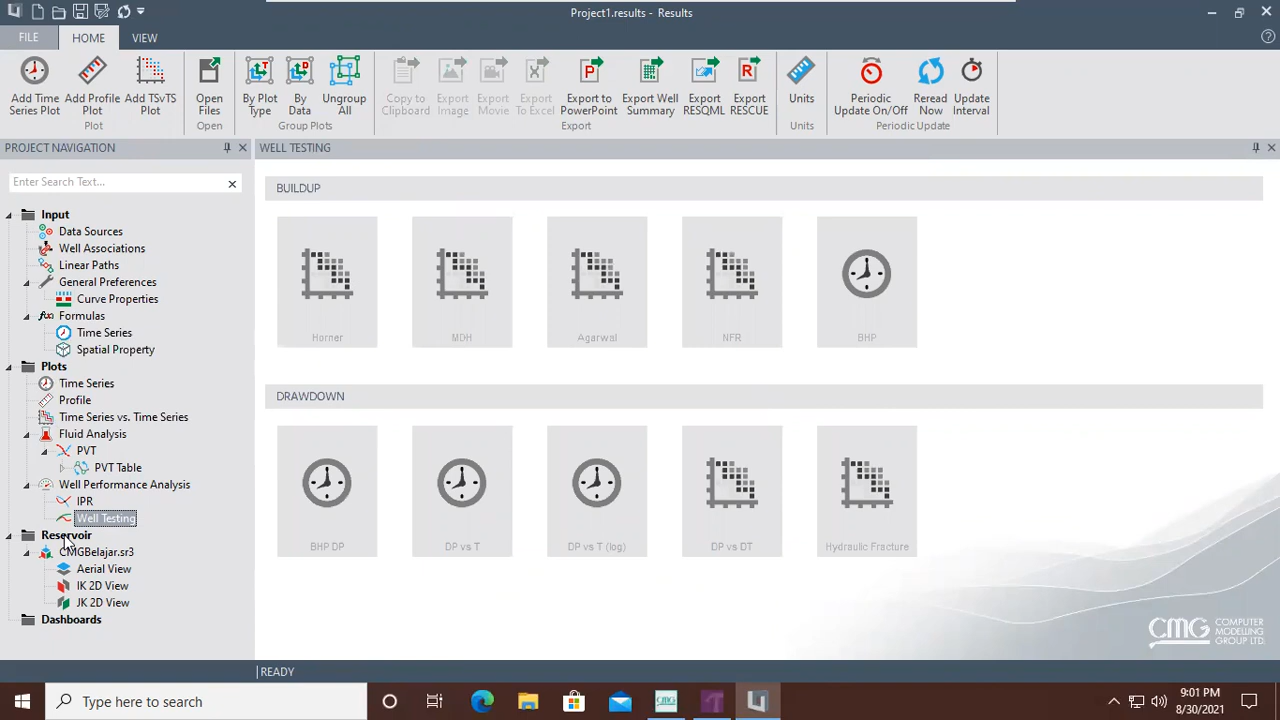 Project1.results - Results
FILE
HOME
VIEW
Add Time
Series Plot
Add Profile
Plot
Add TSvTS
Plot
Plot
Open
Files
Open
By Plot
Type
By
Data
Ungroup
All
Group Plots
Copy to
Clipboard
Export
Image
Export
Movie
Export
To Excel
Export to
PowerPoint
Export Well
Summary
Export
RESQML
Export
RESCUE
Export
Units
Units
Periodic
Update On/Off
Reread
Now
Update
Interval
Periodic Update
PROJECT NAVIGATION
Enter Search Text...
Input
Data Sources
Well Associations
Linear Paths
General Preferences
Curve Properties
Formulas
Time Series
Spatial Property
Plots
Time Series
Profile
Time Series vs. Time Series
Fluid Analysis
PVT
PVT Table
Well Performance Analysis
IPR
Well Testing
Reservoir
CMGBelajar.sr3
Aerial View
IK 2D View
JK 2D View
Dashboards
WELL TESTING
BUILDUP
Horner
MDH
Agarwal
NFR
BHP
DRAWDOWN
BHP DP
DP vs T
DP vs T (log)
DP vs DT
Hydraulic Fracture
CMG COMPUTER
MODELLING
GROUP LTD.
READY
Type here to search
9:01 PM
8/30/2021